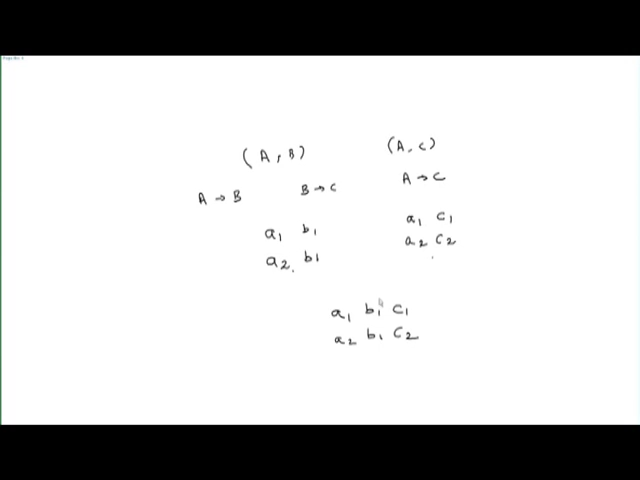 (A, B) (A, C)
A → B B → C A → C
a1 b1 a1 c1
a2 b1 a2 c2
a1 b1 c1
a2 b1 c2